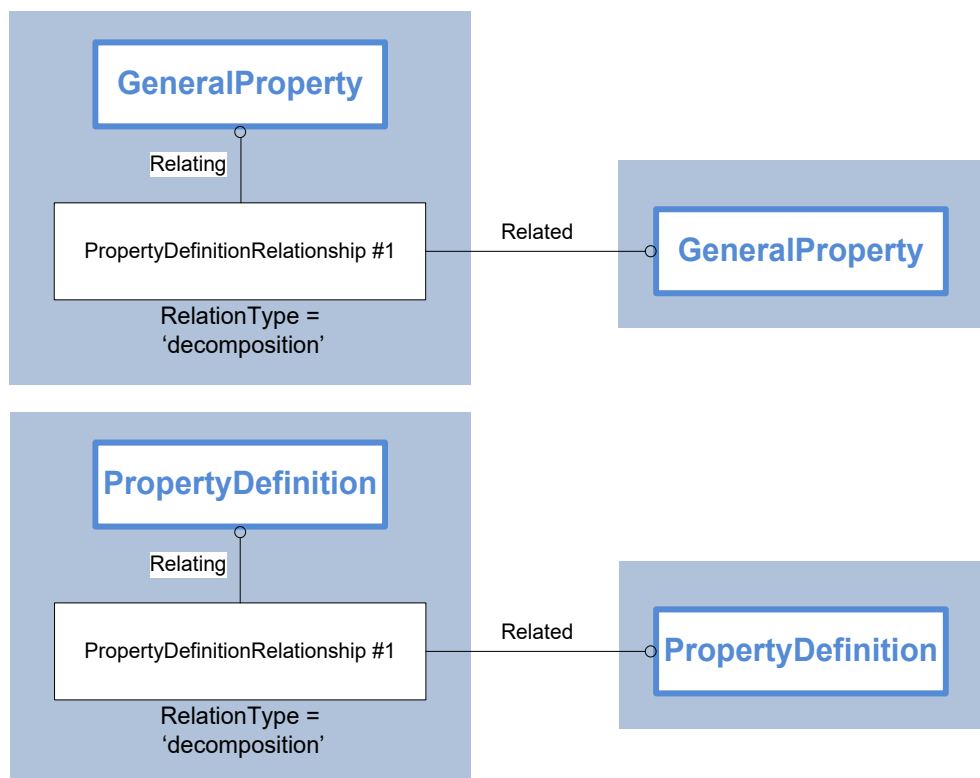 GeneralProperty
Relating
PropertyDefinitionRelationship #1
Related
GeneralProperty
RelationType =
‘decomposition’
PropertyDefinition
Relating
PropertyDefinitionRelationship #1
Related
PropertyDefinition
RelationType =
‘decomposition’